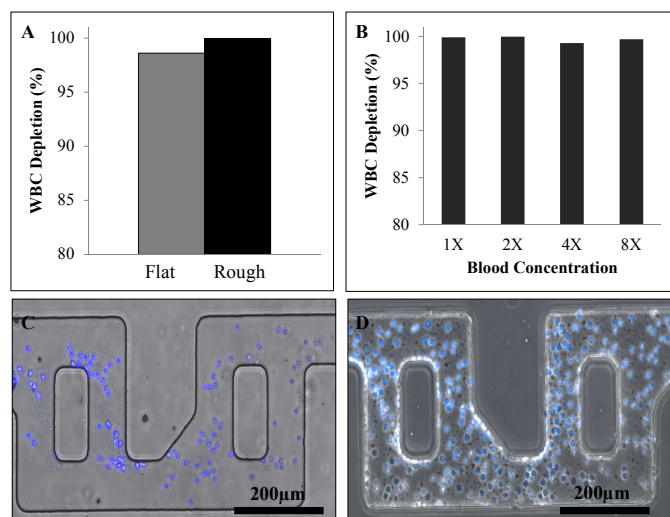 A
WBC Depletion (%)
100
95
90
85
80
Flat Rough
B
WBC Depletion (%)
100
95
90
85
80
1X 2X 4X 8X
Blood Concentration
C
200µm
D
200µm